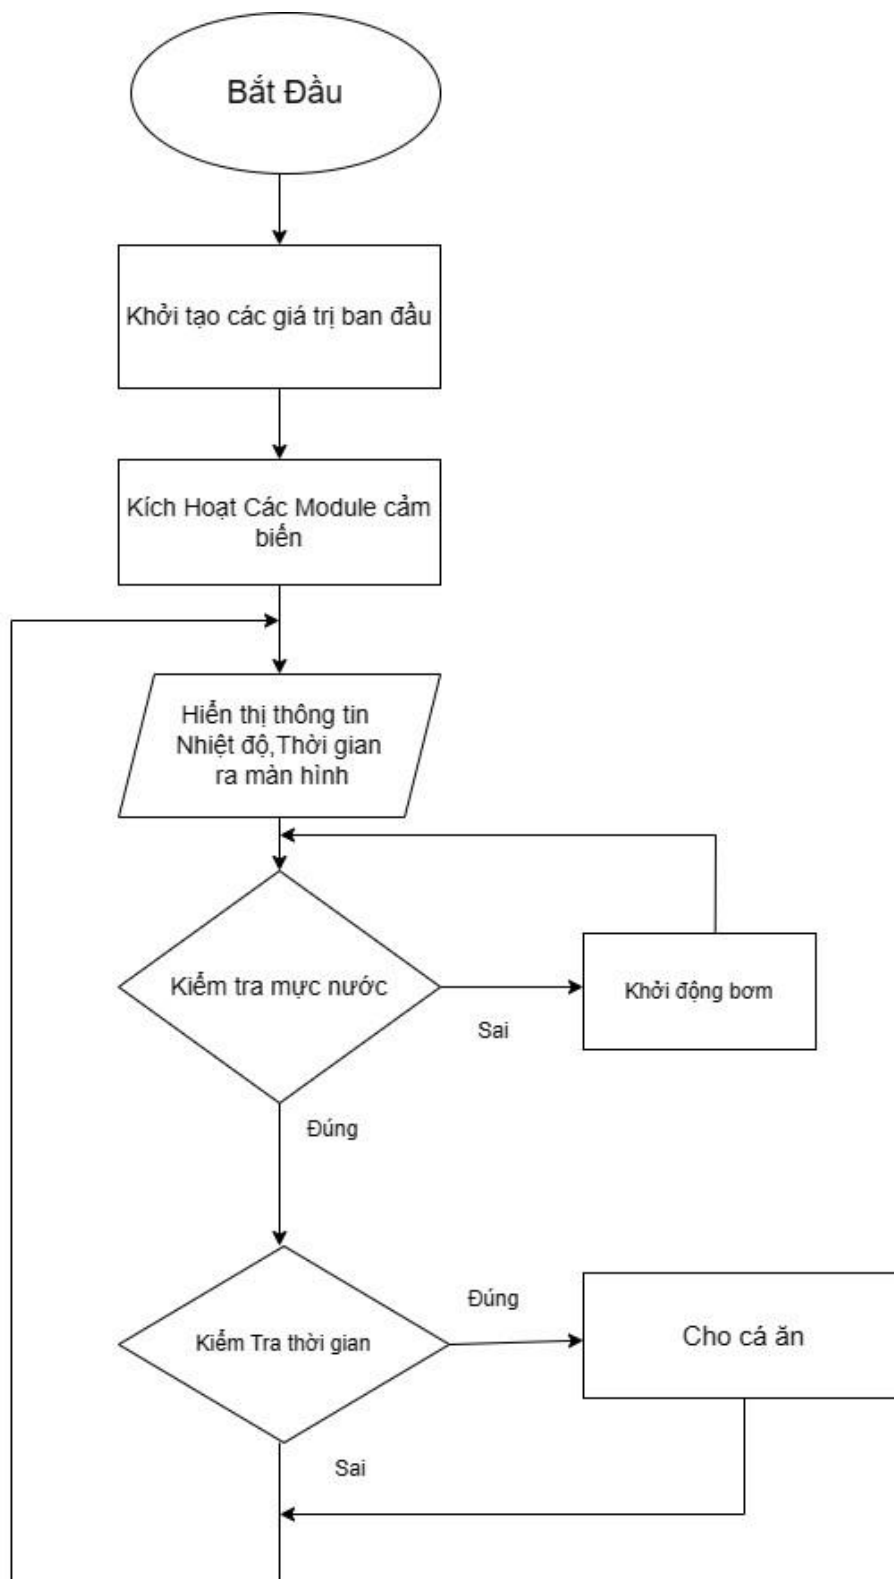 Bắt Đầu
Khởi tạo các giá trị ban đầu
Kích Hoạt Các Module cảm
biến
Hiển thị thông tin
Nhiệt độ,Thời gian
ra màn hình
Kiểm tra mực nước
Sai
Khởi động bơm
Đúng
Kiểm Tra thời gian
Đúng
Cho cá ăn
Sai